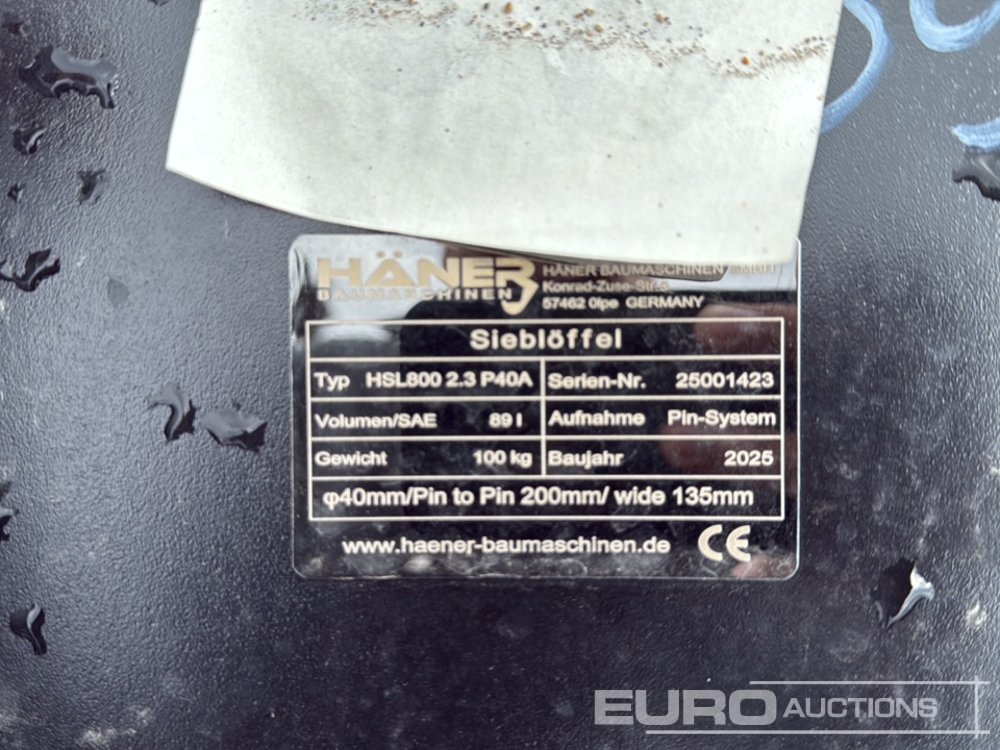 HÄNER
BAUMASCHINEN
HÄNER BAUMASCHINEN GmbH
Konrad-Zuse-Str.
57462 Olpe GERMANY
Sieblöffel
Typ HSL800 2.3 P40A Serien-Nr. 25001423
Volumen/SAE 89 l Aufnahme Pin-System
Gewicht 100 kg Baujahr 2025
φ40mm/Pin to Pin 200mm/ wide 135mm
www.haener-baumaschinen.de CE
EURO AUCTIONS